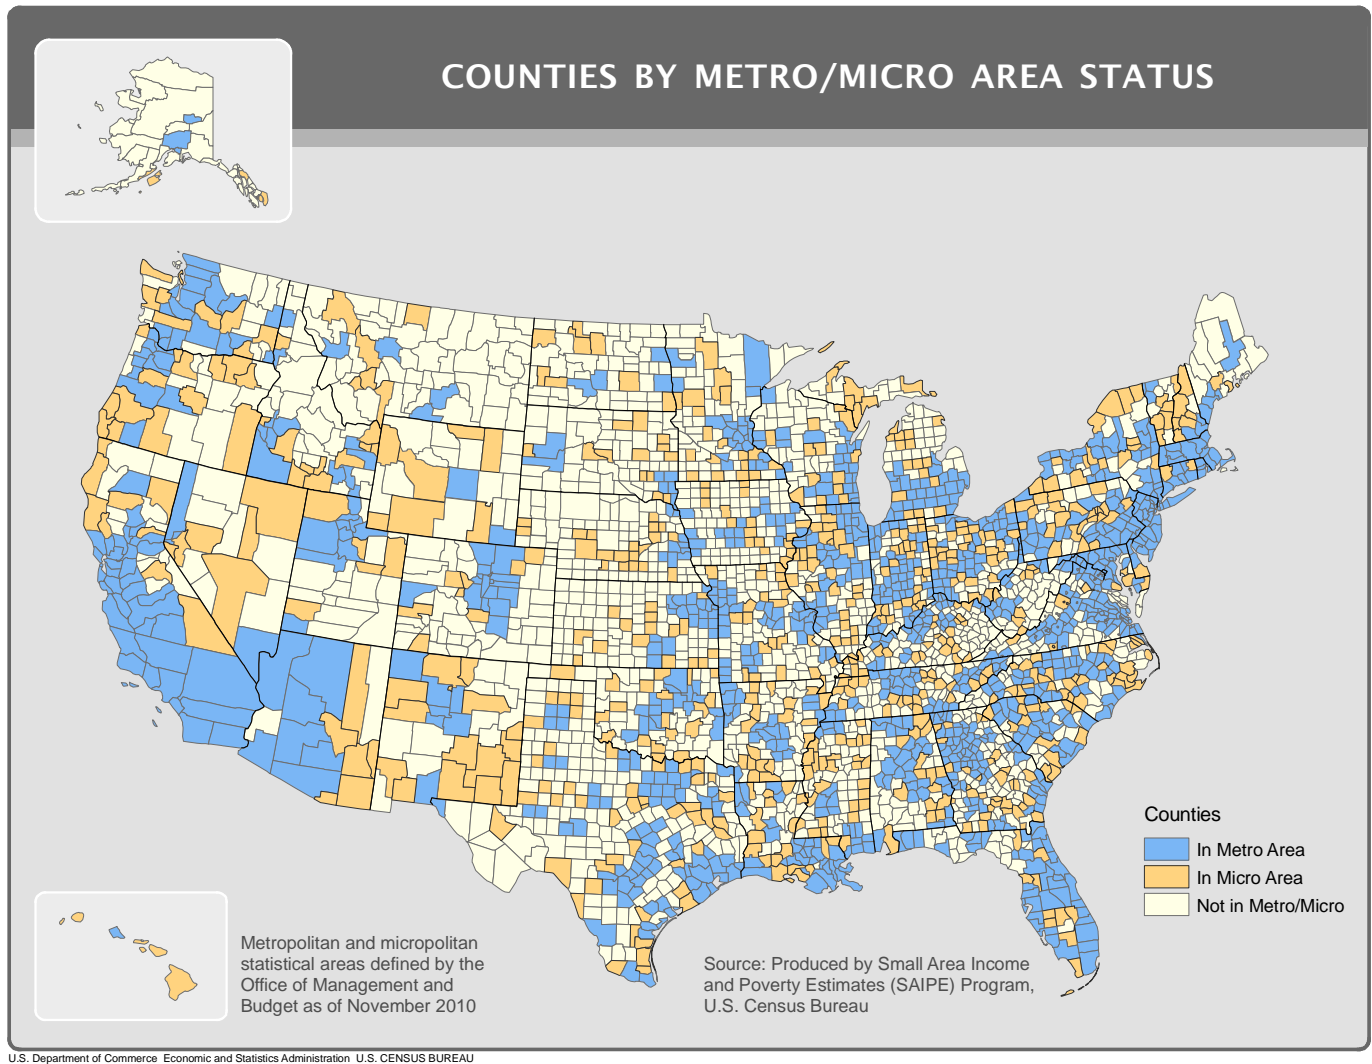 COUNTIES BY METRO/MICRO AREA STATUS
Counties
In Metro Area
In Micro Area
Not in Metro/Micro
Metropolitan and micropolitan
statistical areas defined by the
Office of Management and
Budget as of November 2010
Source: Produced by Small Area Income
and Poverty Estimates (SAIPE) Program,
U.S. Census Bureau
U.S. Department of Commerce Economic and Statistics Administration U.S. CENSUS BUREAU